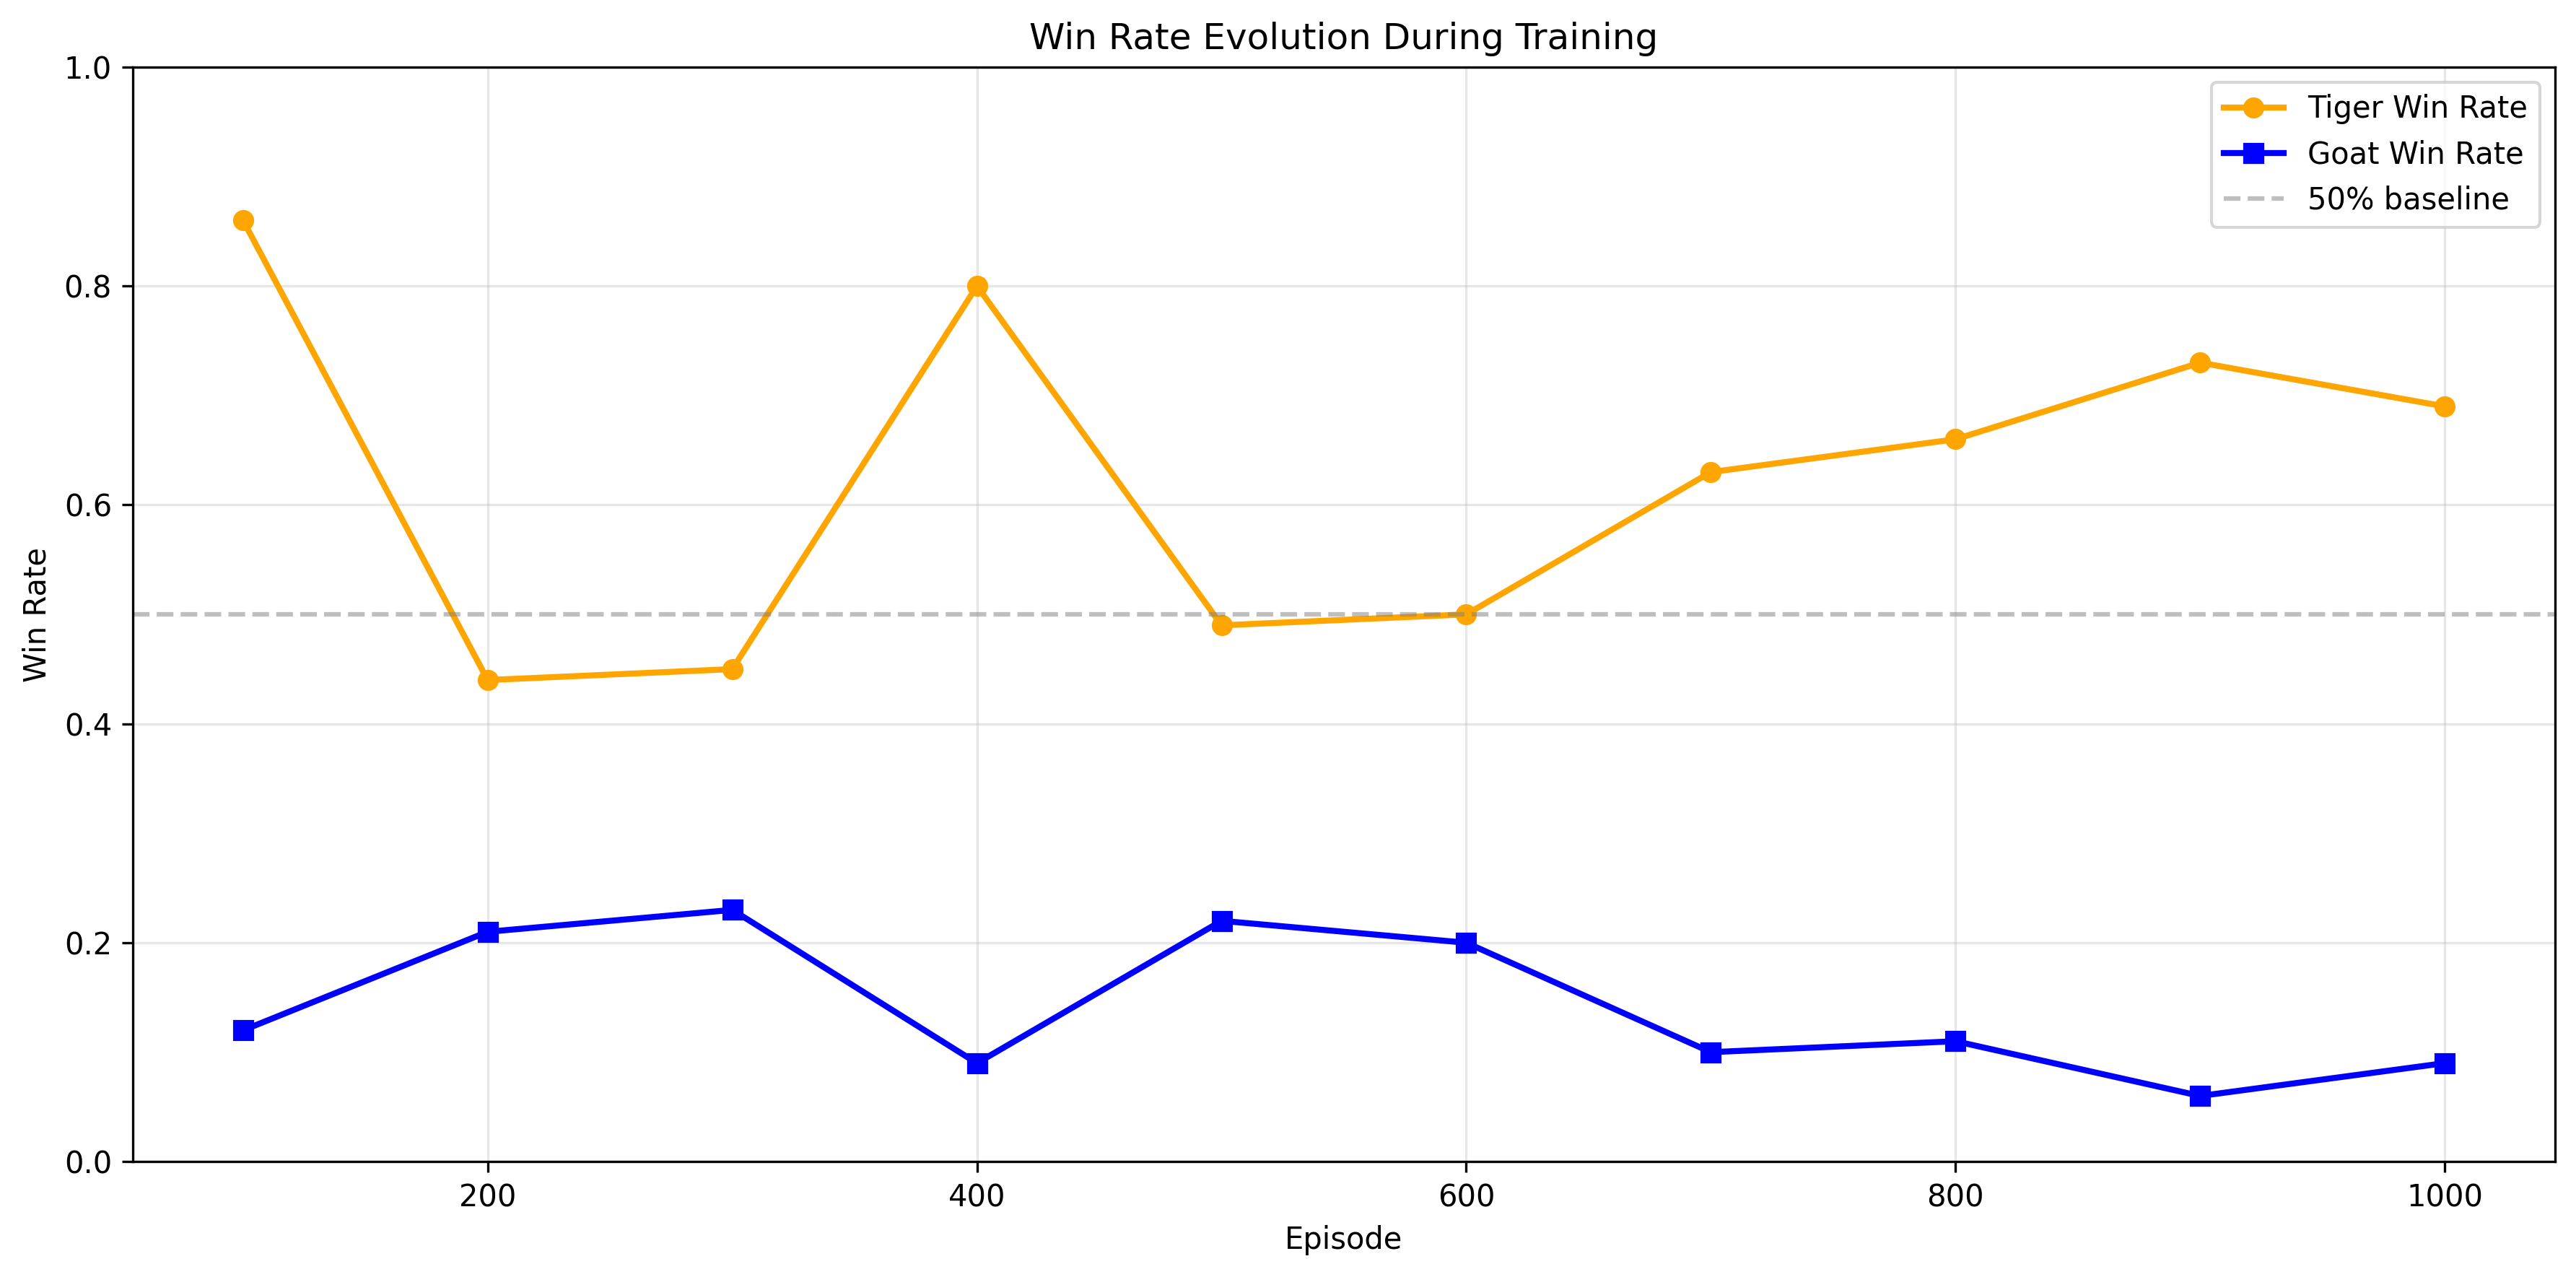 Win Rate Evolution During Training
1.0
0.8
0.6
0.4
0.2
0.0
Win Rate
Tiger Win Rate
Goat Win Rate
50% baseline
200 400 600 800 1000
Episode